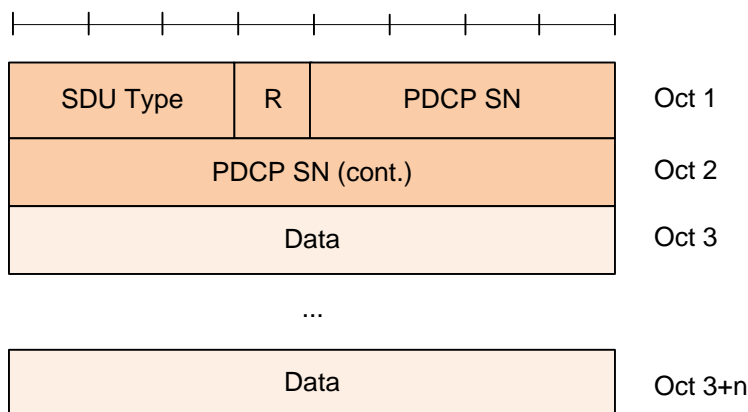 SDU Type R PDCP SN Oct 1
PDCP SN (cont.) Oct 2
Data Oct 3
...
Data Oct 3+n